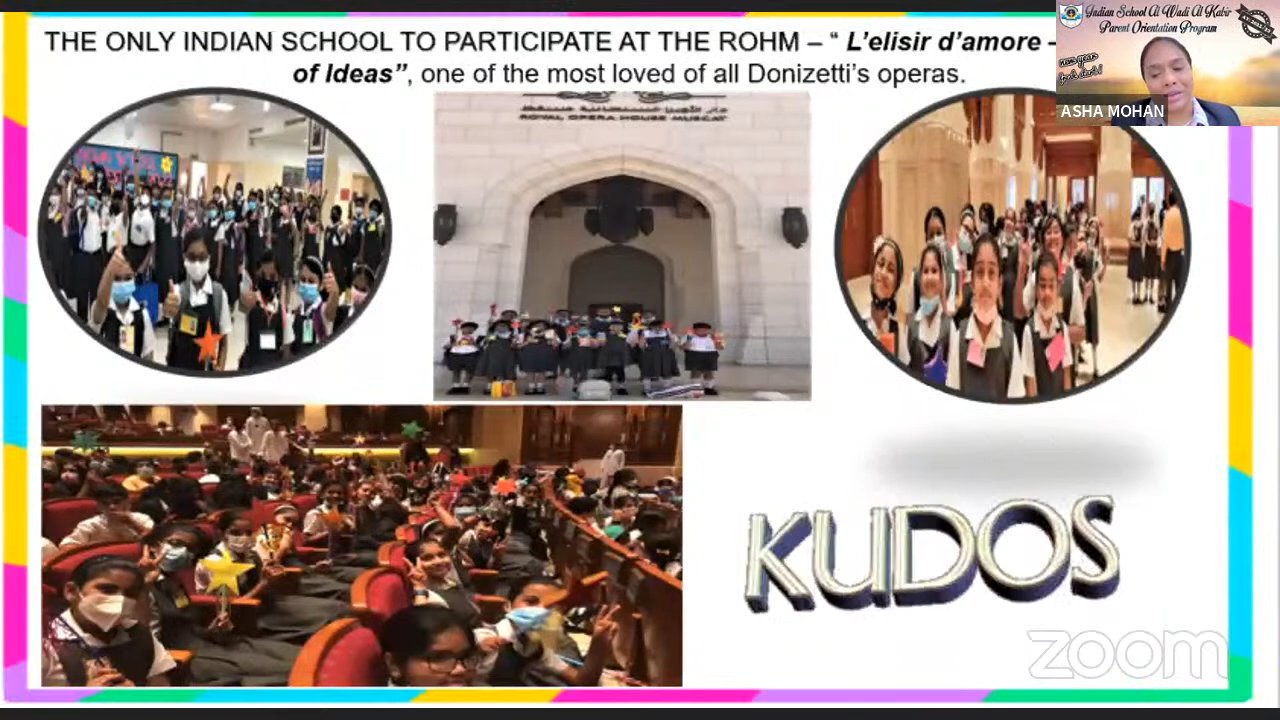 THE ONLY INDIAN SCHOOL TO PARTICIPATE AT THE ROHM – “ L’elisir d’amore –
of Ideas”, one of the most loved of all Donizetti’s operas.
Indian School Al Wadi Al Kabir
Parent Orientation Program
ASHA MOHAN
ROYAL OPERA HOUSE MUSCAT
KUDOS
zoom